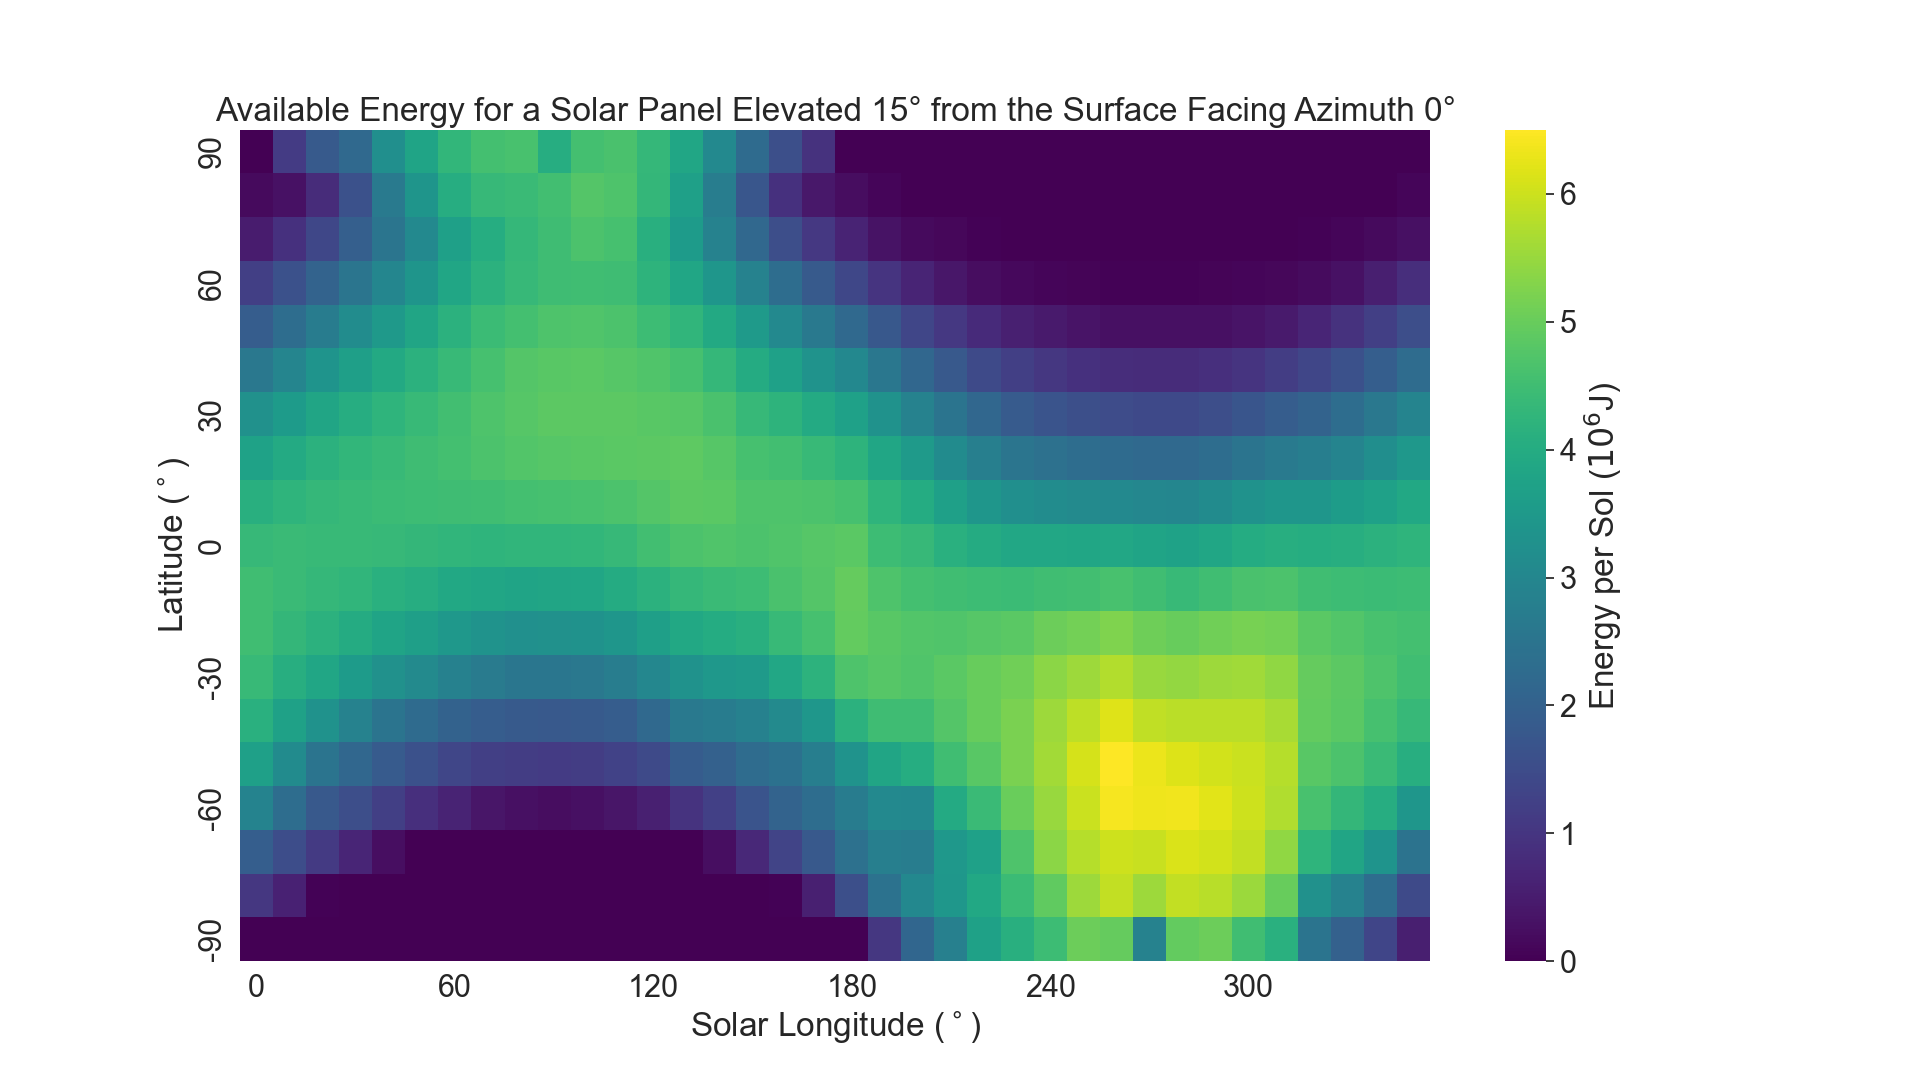 Available Energy for a Solar Panel Elevated 15° from the Surface Facing Azimuth 0°
90
60
30
0
-30
-60
-90
Latitude (°)
0 60 120 180 240 300
Solar Longitude (°)
6
5
4
3
2
1
0
Energy per Sol (10⁶J)